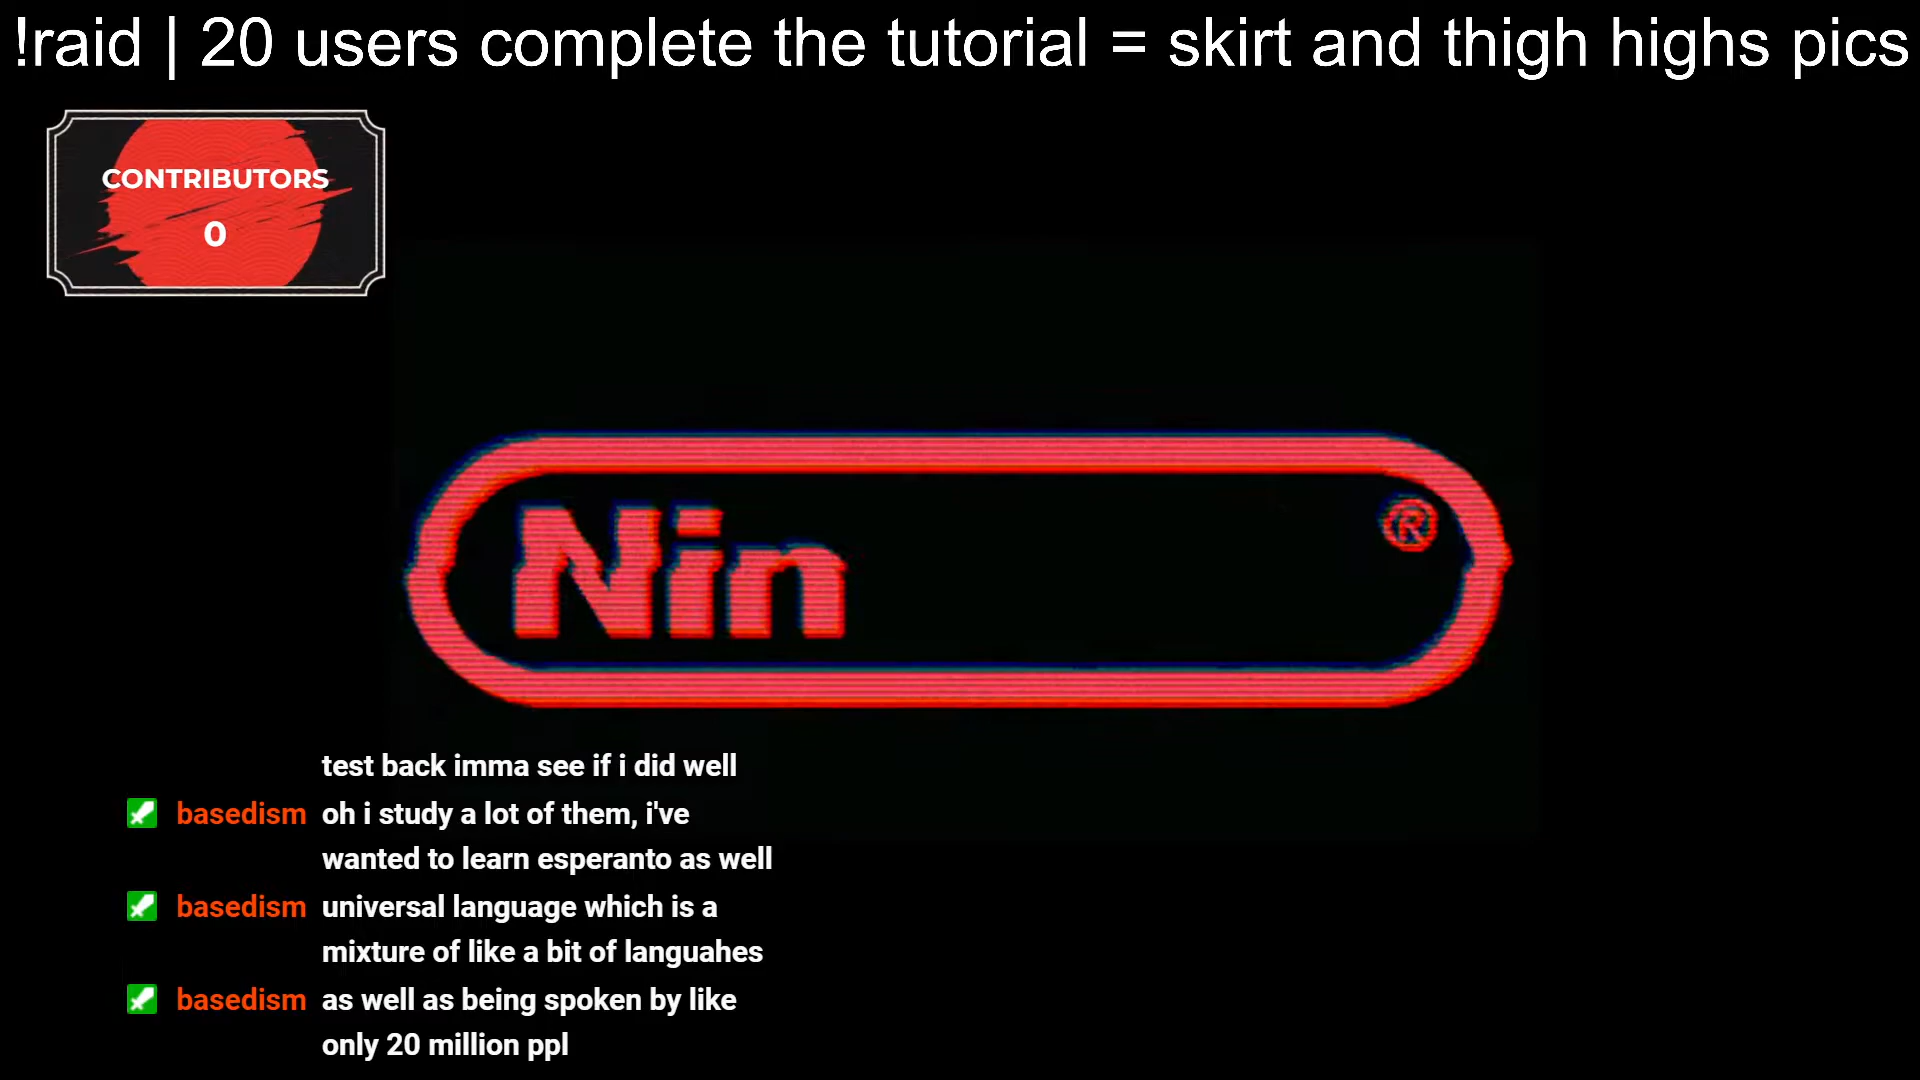 !raid | 20 users complete the tutorial = skirt and thigh highs pics
CONTRIBUTORS
0
Nin ®
test back imma see if i did well
basedism oh i study a lot of them, i've
wanted to learn esperanto as well
basedism universal language which is a
mixture of like a bit of languahes
basedism as well as being spoken by like
only 20 million ppl